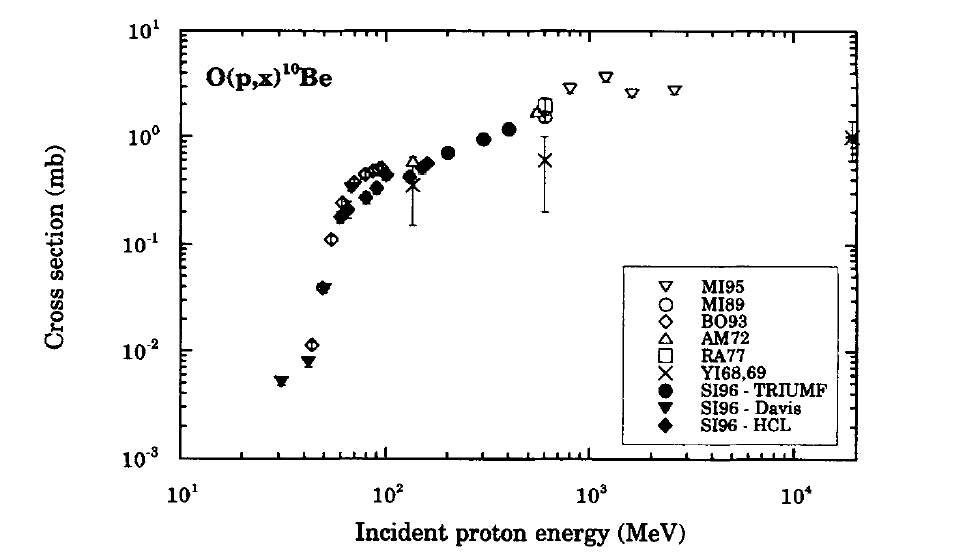 O(p,x)¹⁰Be
10¹
10⁰
10⁻¹
10⁻²
10⁻³
Cross section (mb)
MI95
MI89
BO93
AM72
RA77
YI68,69
SI96 - TRIUMF
SI96 - Davis
SI96 - HCL
10¹ 10² 10³ 10⁴
Incident proton energy (MeV)